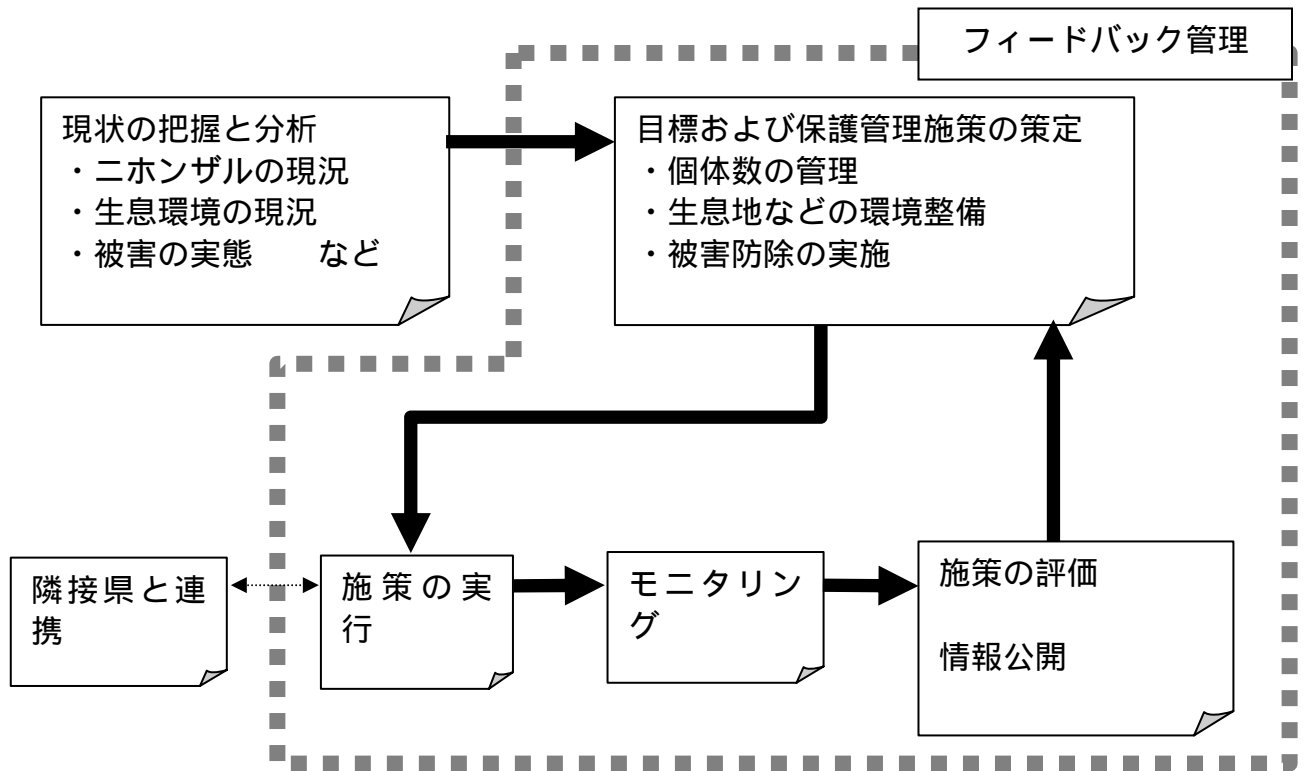 フィードバック管理
現状の把握と分析
・ニホンザルの現況
・生息環境の現況
・被害の実態　　など
目標および保護管理施策の策定
・個体数の管理
・生息地などの環境整備
・被害防除の実施
隣接県と連
携
施策の実
行
モニタリン
グ
施策の評価
情報公開